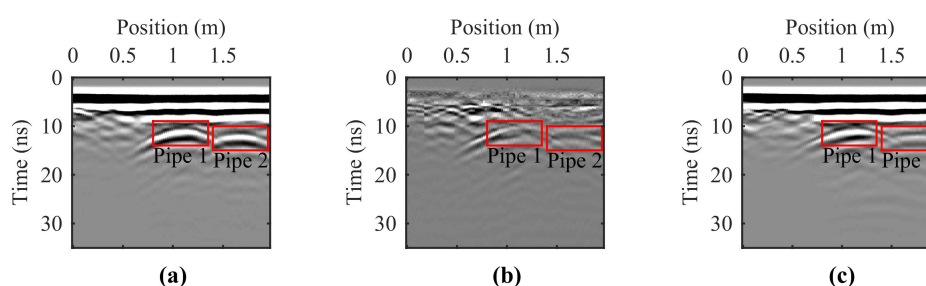 Position (m)
0 0.5 1 1.5
Time (ns)
0
10
20
30
Pipe 1 Pipe 2
(a)
Position (m)
0 0.5 1 1.5
Time (ns)
0
10
20
30
Pipe 1 Pipe 2
(b)
Position (m)
0 0.5 1 1.5
Time (ns)
0
10
20
30
Pipe 1 Pipe
(c)